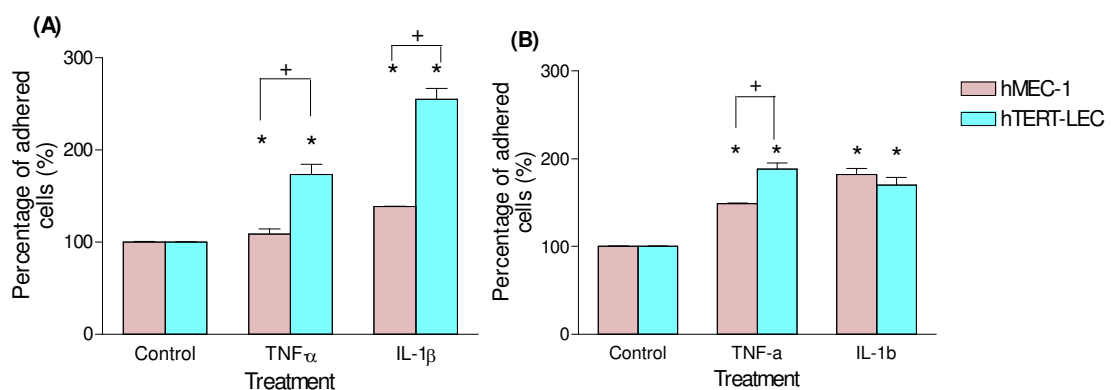 (A)
Percentage of adhered
cells (%)
300
200
100
0
+
* *
+
* *
Control TNFα IL-1β
Treatment
(B)
Percentage of adhered
cells (%)
300
200
100
0
+
* *
* *
Control TNF-a IL-1b
Treatment
hMEC-1
hTERT-LEC